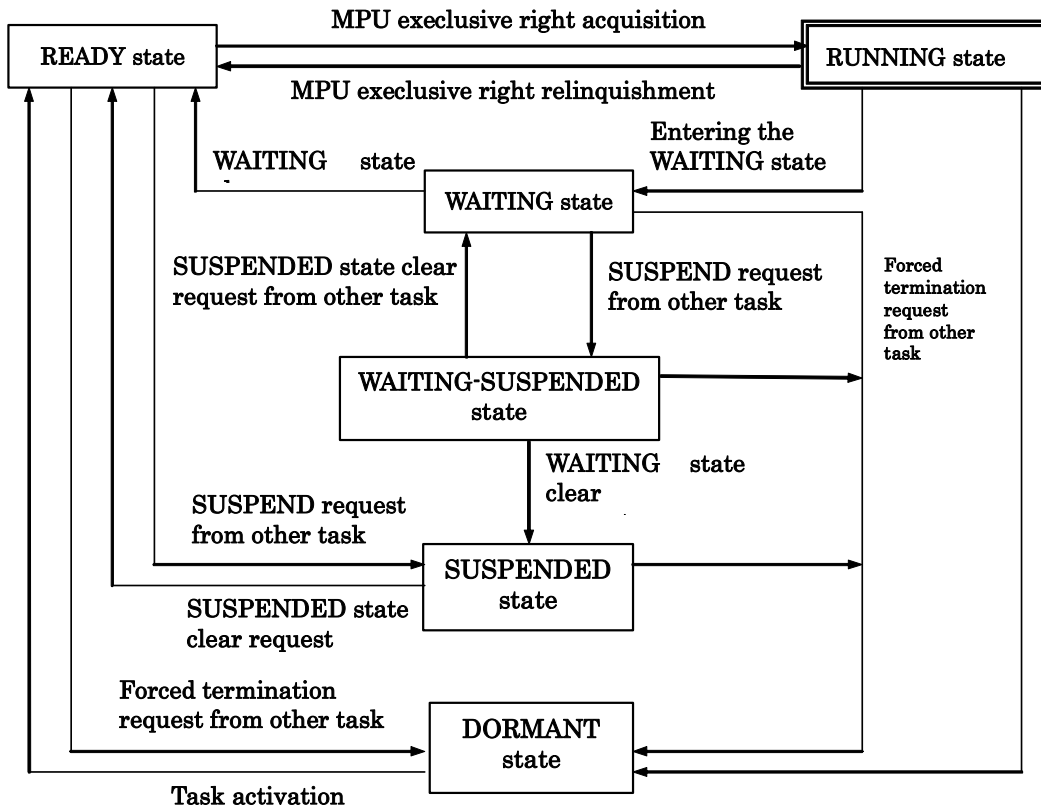 MPU execlusive right acquisition
READY state
RUNNING state
MPU execlusive right relinquishment
Entering the
WAITING state
WAITING state
WAITING state
SUSPENDED state clear
request from other task
SUSPEND request
from other task
Forced
termination
request
from other
task
WAITING-SUSPENDED
state
WAITING state
clear
SUSPEND request
from other task
SUSPENDED
state
SUSPENDED state
clear request
Forced termination
request from other task
DORMANT
state
Task activation